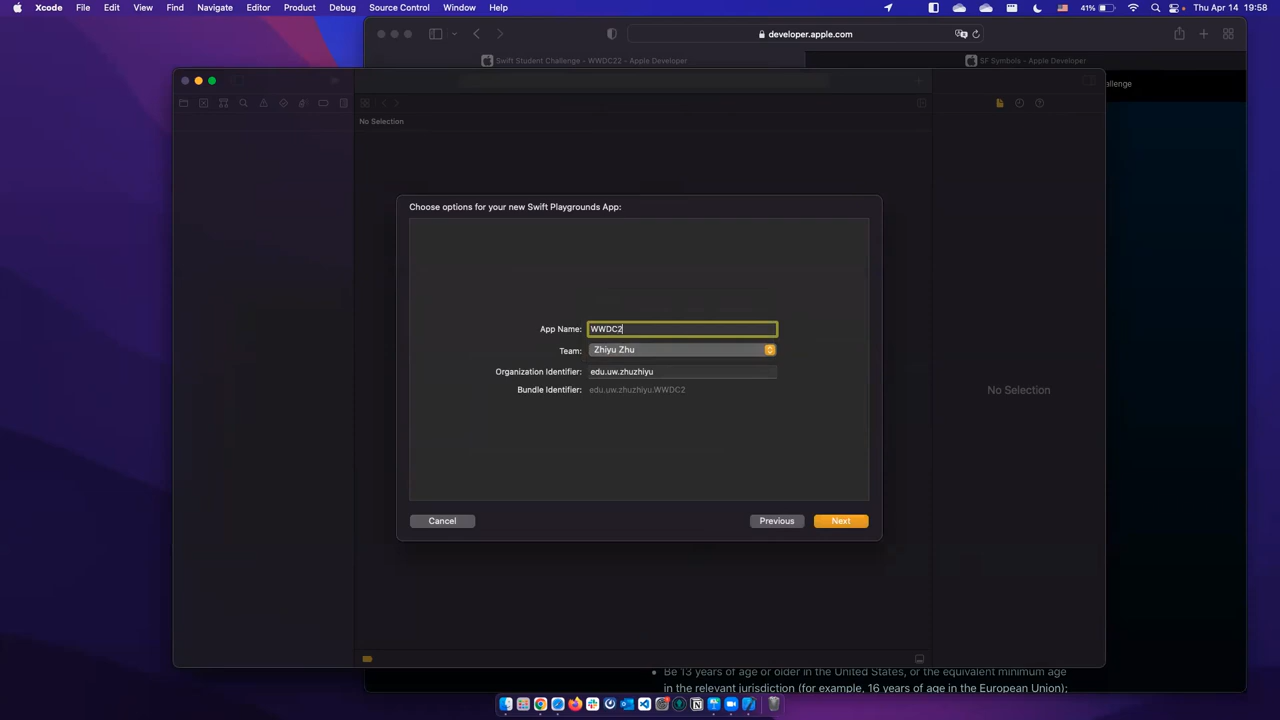 Xcode File Edit View Find Navigate Editor Product Debug Source Control Window Help
41% Thu Apr 14 19:58
developer.apple.com
Swift Student Challenge - WWDC22 - Apple Developer
SF Symbols - Apple Developer
allenge
No Selection
Choose options for your new Swift Playgrounds App:
App Name: WWDC2
Team: Zhiyu Zhu
Organization Identifier: edu.uw.zhuzhiyu
Bundle Identifier: edu.uw.zhuzhiyu.WWDC2
No Selection
Cancel Previous Next
• Be 13 years of age or older in the United States, or the equivalent minimum age
in the relevant jurisdiction (for example, 16 years of age in the European Union);